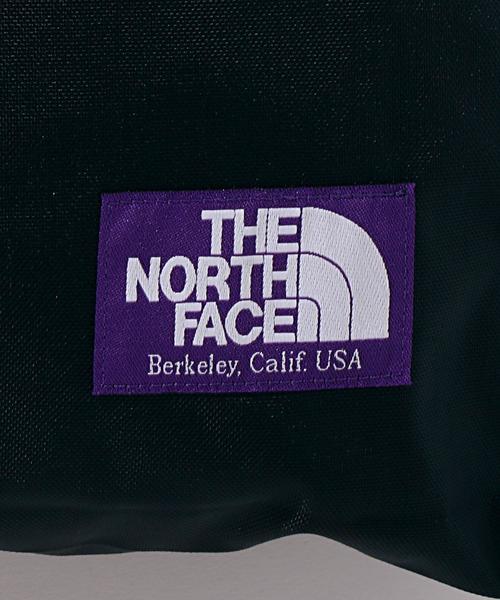 THE
NORTH
FACE
Berkeley, Calif. USA